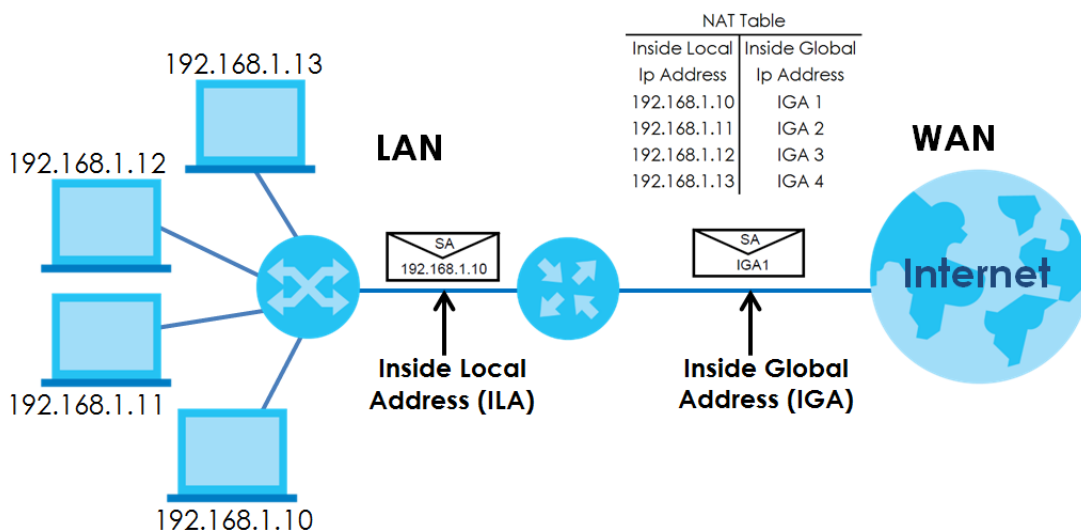 NAT Table
Inside Local Inside Global
Ip Address Ip Address
192.168.1.10 IGA 1
192.168.1.11 IGA 2
192.168.1.12 IGA 3
192.168.1.13 IGA 4
192.168.1.13
LAN
WAN
192.168.1.12
SA
192.168.1.10
SA
IGA1
Internet
Inside Local
Address (ILA)
Inside Global
Address (IGA)
192.168.1.11
192.168.1.10